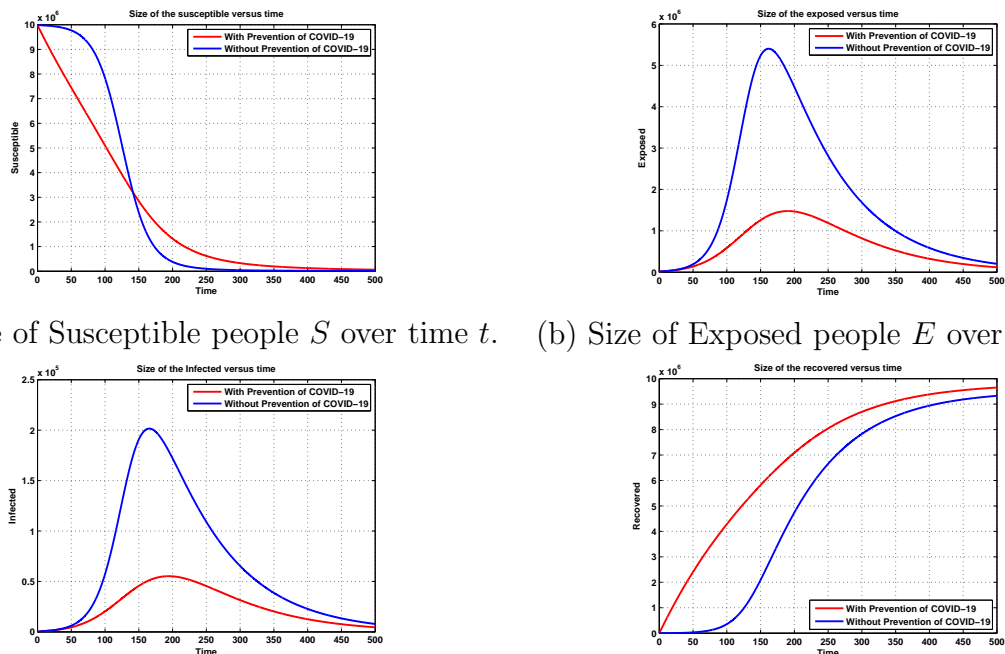 Size of the susceptible versus time
x 10⁶
With Prevention of COVID–19
Without Prevention of COVID–19
Susceptible
10
9
8
7
6
5
4
3
2
1
0
0 50 100 150 200 250 300 350 400 450 500
Time
Size of the exposed versus time
x 10⁶
With Prevention of COVID–19
Without Prevention of COVID–19
Exposed
6
5
4
3
2
1
0
0 50 100 150 200 250 300 350 400 450 500
Time
e of Susceptible people S over time t.
(b) Size of Exposed people E over
Size of the Infected versus time
x 10⁵
With Prevention of COVID–19
Without Prevention of COVID–19
Infected
2.5
2
1.5
1
0.5
0
0 50 100 150 200 250 300 350 400 450 500
Time
Size of the recovered versus time
x 10⁶
Recovered
10
9
8
7
6
5
4
3
2
1
0
With Prevention of COVID–19
Without Prevention of COVID–19
0 50 100 150 200 250 300 350 400 450 500
Time